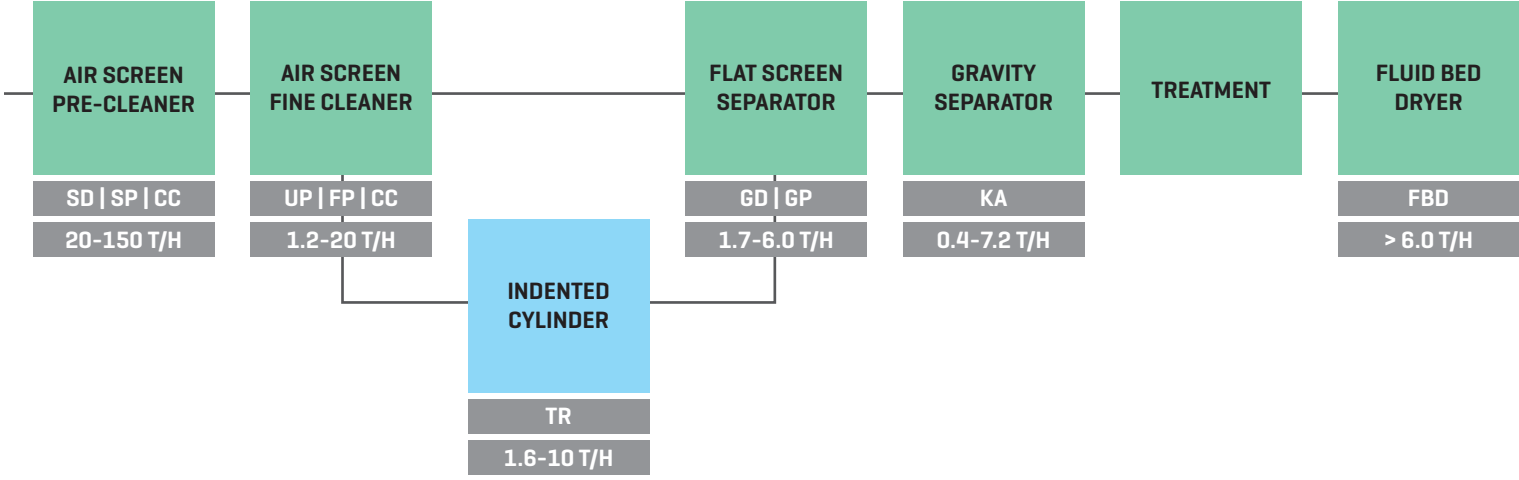 AIR SCREEN
PRE-CLEANER
SD | SP | CC
20-150 T/H
AIR SCREEN
FINE CLEANER
UP | FP | CC
1.2-20 T/H
INDENTED
CYLINDER
TR
1.6-10 T/H
FLAT SCREEN
SEPARATOR
GD | GP
1.7-6.0 T/H
GRAVITY
SEPARATOR
KA
0.4-7.2 T/H
TREATMENT
FLUID BED
DRYER
FBD
> 6.0 T/H